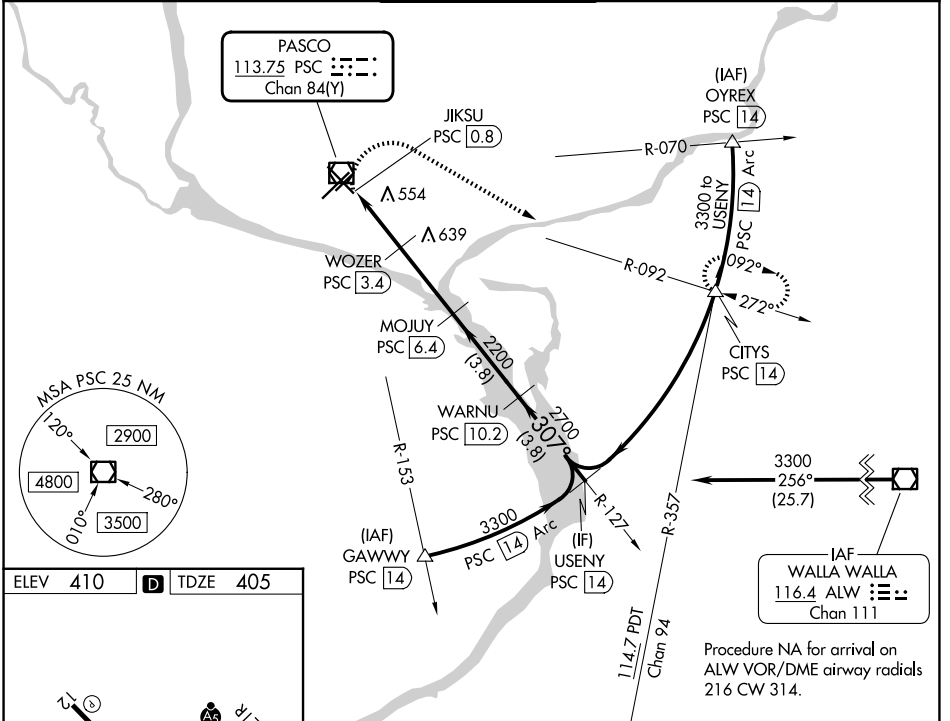 PASCO
113.75 PSC
Chan 84(Y)
JIKSU
PSC 0.8
(IAF)
OYREX
PSC 14
R-070
554
639
3300 to
USENY
PSC 14 Arc
WOZER
PSC 3.4
R-092
092°
272°
MOJUY
PSC 6.4
CITYS
PSC 14
2200
(3.8)
MSA PSC 25 NM
120°
2900
4800
280°
010°
3500
WARNU
PSC 10.2
2700
307°
(3.8)
R-153
R-127
R-357
3300
256°
(25.7)
(IAF)
GAWWY
PSC 14
3300
PSC 14 Arc
(IF)
USENY
PSC 14
IAF
WALLA WALLA
116.4 ALW
Chan 111
114.7 PDT
Chan 94
Procedure NA for arrival on
ALW VOR/DME airway radials
216 CW 314.
ELEV 410 D TDZE 405
12
P
A5